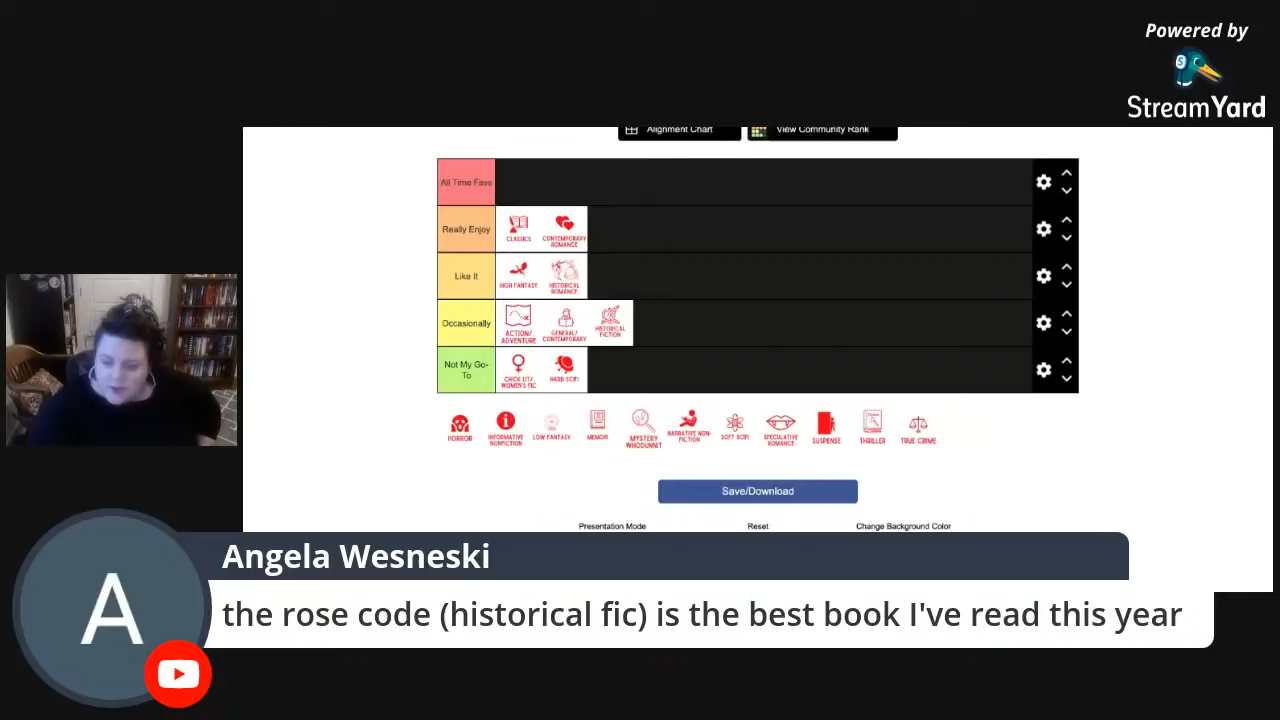 Powered by
StreamYard
Alignment Chart
View Community Rank
All Time Favs
Really Enjoy
CLASSICS
CONTEMPORARY
ROMANCE
Like It
HIGH FANTASY
HISTORICAL
ROMANCE
Occasionally
ACTION/
ADVENTURE
GENERAL/
CONTEMPORARY
HISTORICAL
FICTION
Not My Go-
To
CHICK LIT/
WOMEN'S FIC
HARD SCIFI
HORROR
INFORMATIVE
NONFICTION
LOW FANTASY
MEMOIR
MYSTERY
WHODUNNIT
NARRATIVE NON-
FICTION
SOFT SCIFI
SPECULATIVE
ROMANCE
SUSPENSE
THRILLER
TRUE CRIME
Save/Download
Presentation Mode
Reset
Change Background Color
A
Angela Wesneski
the rose code (historical fic) is the best book I've read this year